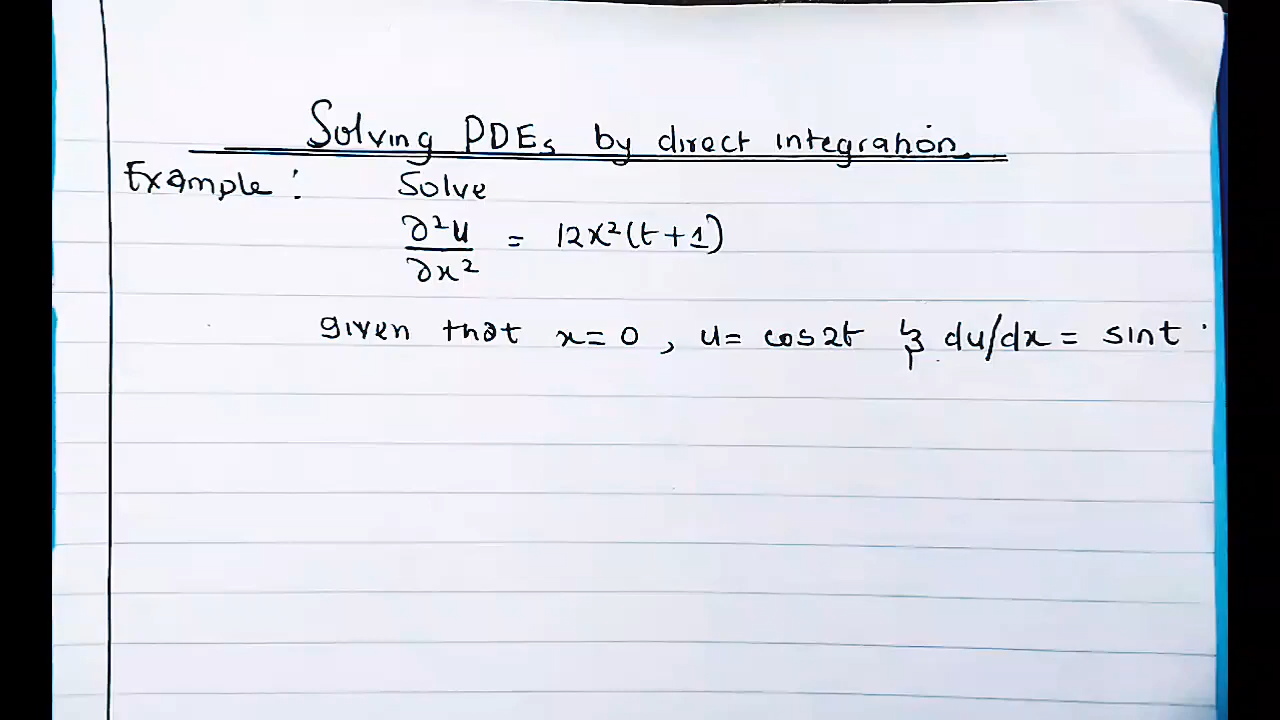 Solving PDEs by direct integration
Example: Solve
∂²u/∂x² = 12x²(t+1)
given that x=0, u= cos2t & du/dx = sint.